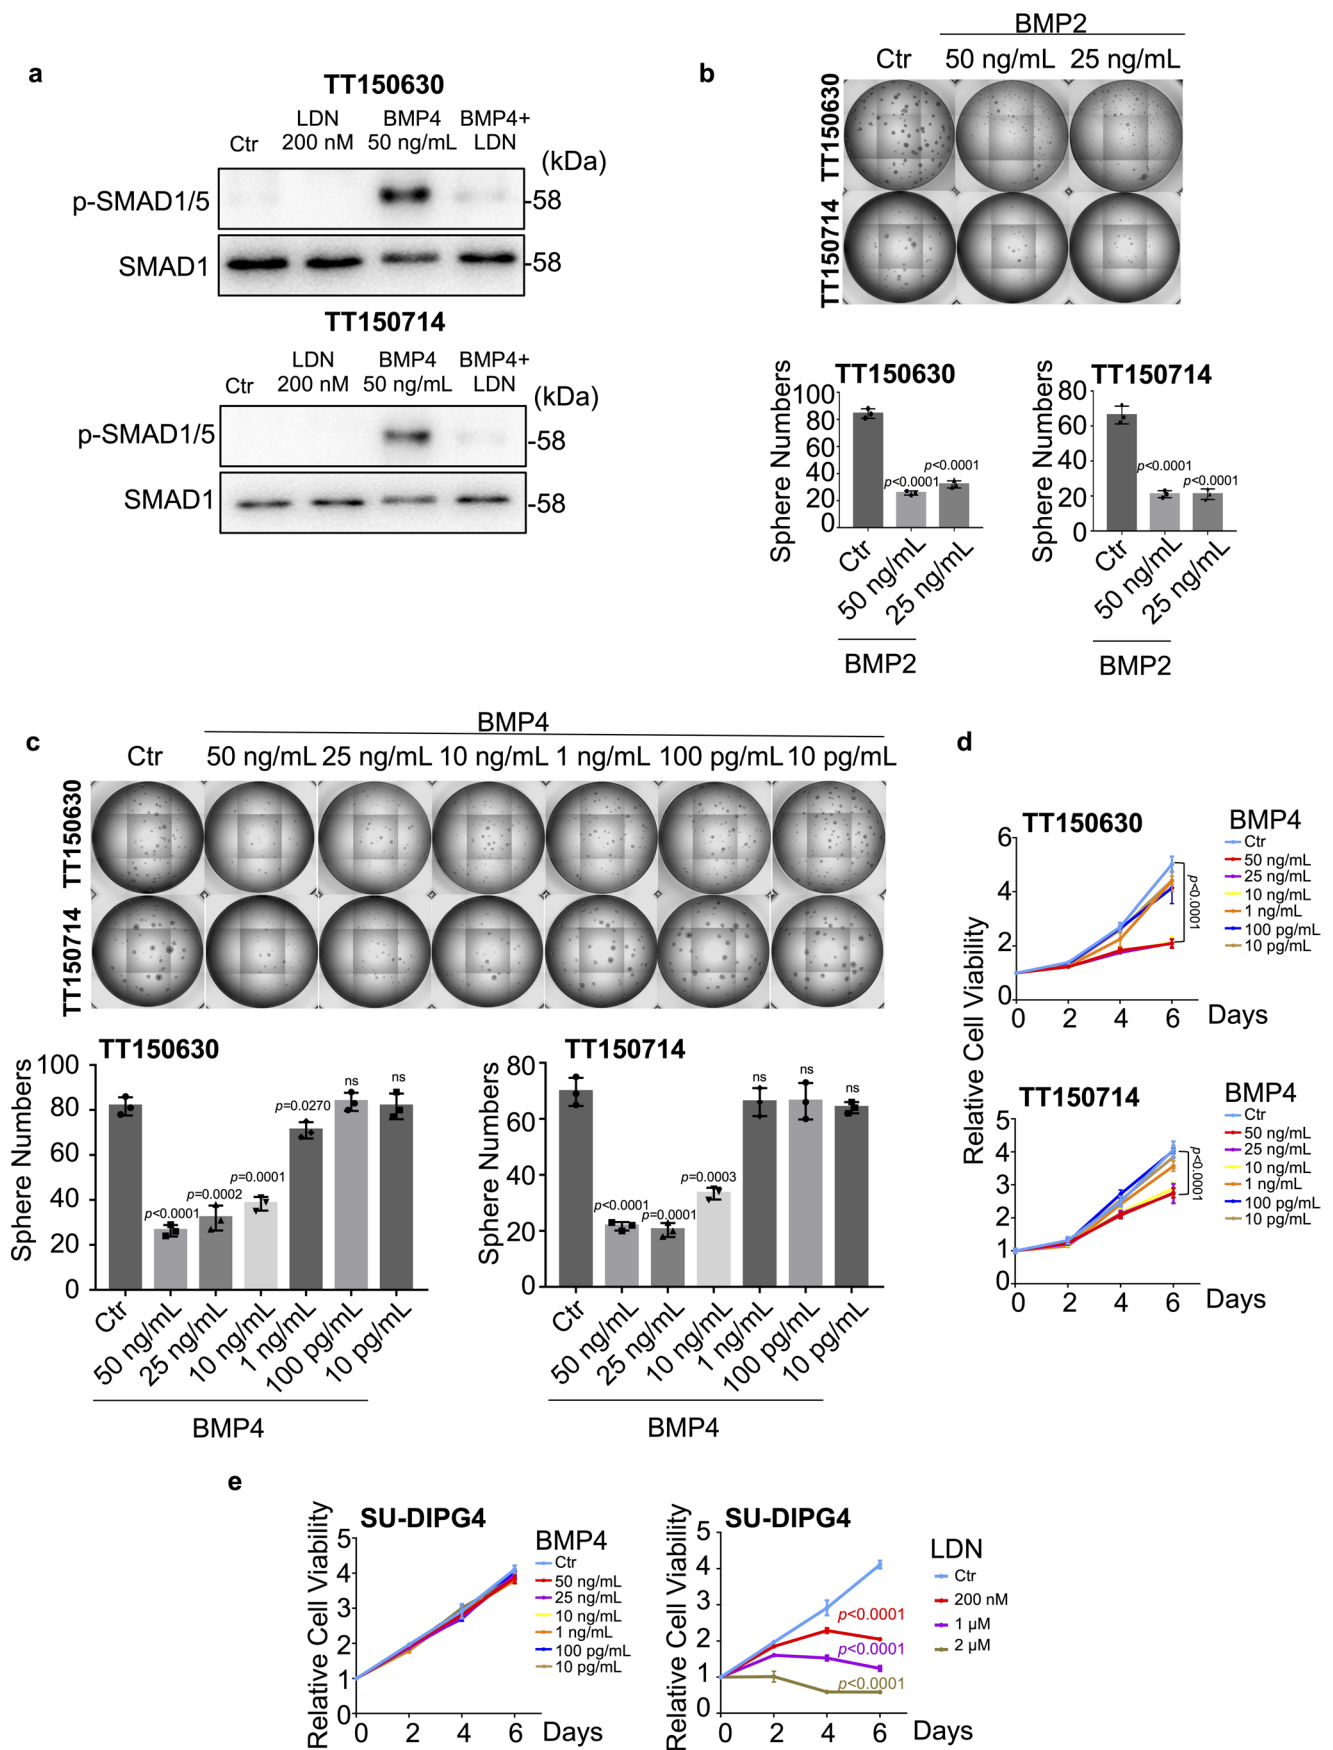 a
TT150630
Ctr
LDN
200 nM
BMP4
50 ng/mL
BMP4+
LDN
(kDa)
p-SMAD1/5
-58
SMAD1
-58
TT150714
Ctr
LDN
200 nM
BMP4
50 ng/mL
BMP4+
LDN
(kDa)
p-SMAD1/5
-58
SMAD1
-58
b
BMP2
Ctr 50 ng/mL 25 ng/mL
TT150630
TT150714
TT150630
Sphere Numbers
100
80
60
40
20
0
p<0.0001
p<0.0001
Ctr
50 ng/mL
25 ng/mL
BMP2
TT150714
Sphere Numbers
80
60
40
20
0
p<0.0001
p<0.0001
Ctr
50 ng/mL
25 ng/mL
BMP2
c
BMP4
Ctr 50 ng/mL 25 ng/mL 10 ng/mL 1 ng/mL 100 pg/mL 10 pg/mL
TT150630
TT150714
TT150630
Sphere Numbers
100
80
60
40
20
0
p<0.0001
p=0.0002
p=0.0001
p=0.0270
ns
ns
Ctr
50 ng/mL
25 ng/mL
10 ng/mL
1 ng/mL
100 pg/mL
10 pg/mL
BMP4
TT150714
Sphere Numbers
80
60
40
20
0
p<0.0001
p=0.0001
p=0.0003
ns
ns
ns
Ctr
50 ng/mL
25 ng/mL
10 ng/mL
1 ng/mL
100 pg/mL
10 pg/mL
BMP4
d
Relative Cell Viability
TT150630
6
4
2
0
0 2 4 6 Days
p<0.0001
BMP4
Ctr
50 ng/mL
25 ng/mL
10 ng/mL
1 ng/mL
100 pg/mL
10 pg/mL
TT150714
5
4
3
2
1
0
0 2 4 6 Days
p<0.0001
BMP4
Ctr
50 ng/mL
25 ng/mL
10 ng/mL
1 ng/mL
100 pg/mL
10 pg/mL
e
SU-DIPG4
Relative Cell Viability
5
4
3
2
1
0
0 2 4 6 Days
BMP4
Ctr
50 ng/mL
25 ng/mL
10 ng/mL
1 ng/mL
100 pg/mL
10 pg/mL
SU-DIPG4
Relative Cell Viability
5
4
3
2
1
0
0 2 4 6 Days
p<0.0001
p<0.0001
p<0.0001
LDN
Ctr
200 nM
1 µM
2 µM